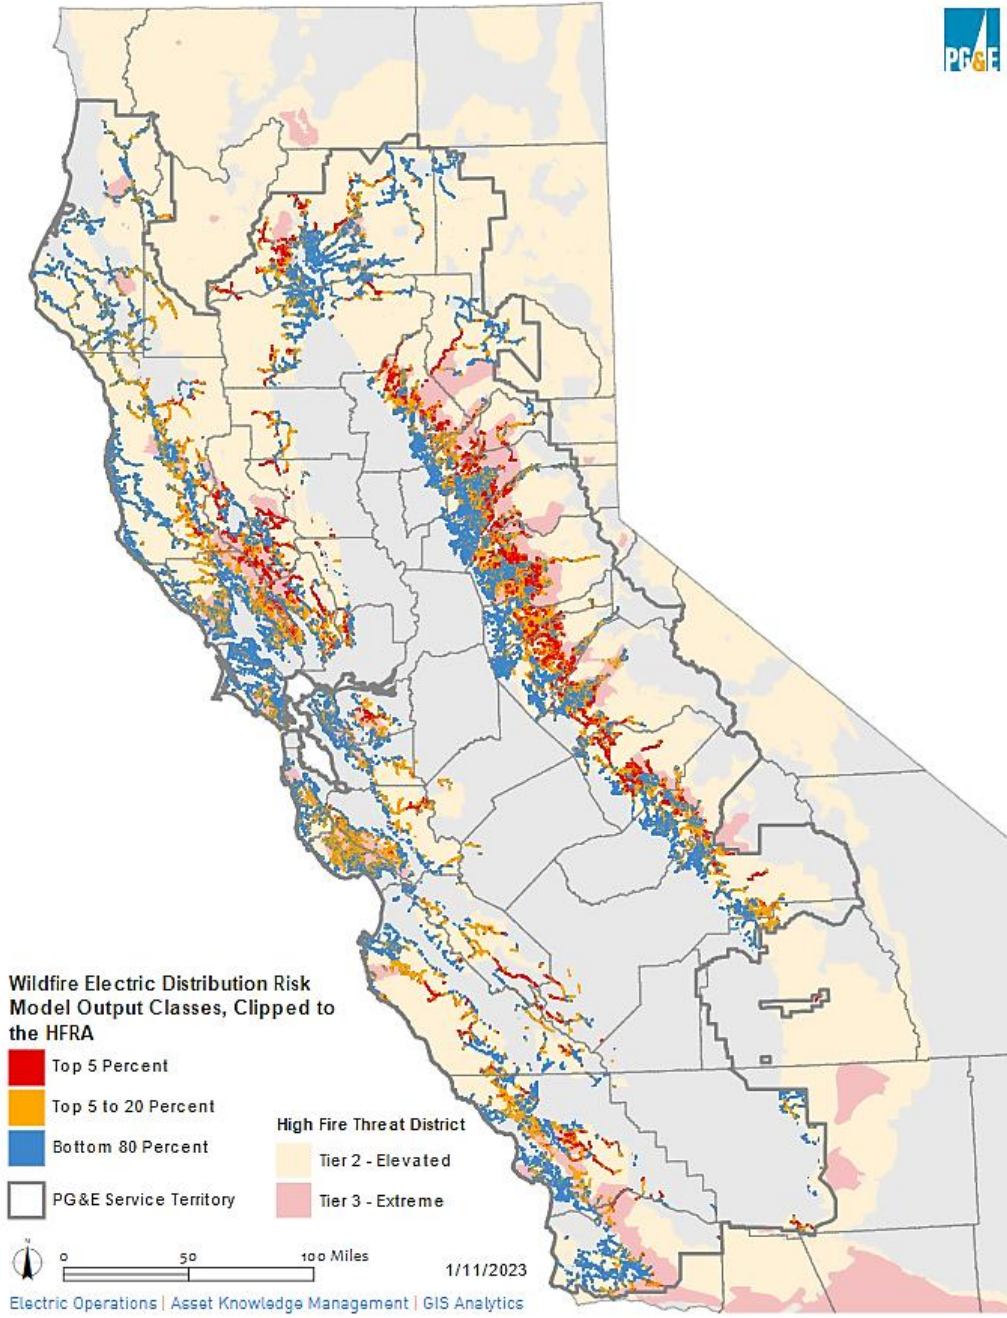 PG&E
Wildfire Electric Distribution Risk
Model Output Classes, Clipped to
the HFRA
Top 5 Percent
Top 5 to 20 Percent
Bottom 80 Percent
PG&E Service Territory
High Fire Threat District
Tier 2 - Elevated
Tier 3 - Extreme
N
0 50 100 Miles
1/11/2023
Electric Operations | Asset Knowledge Management | GIS Analytics